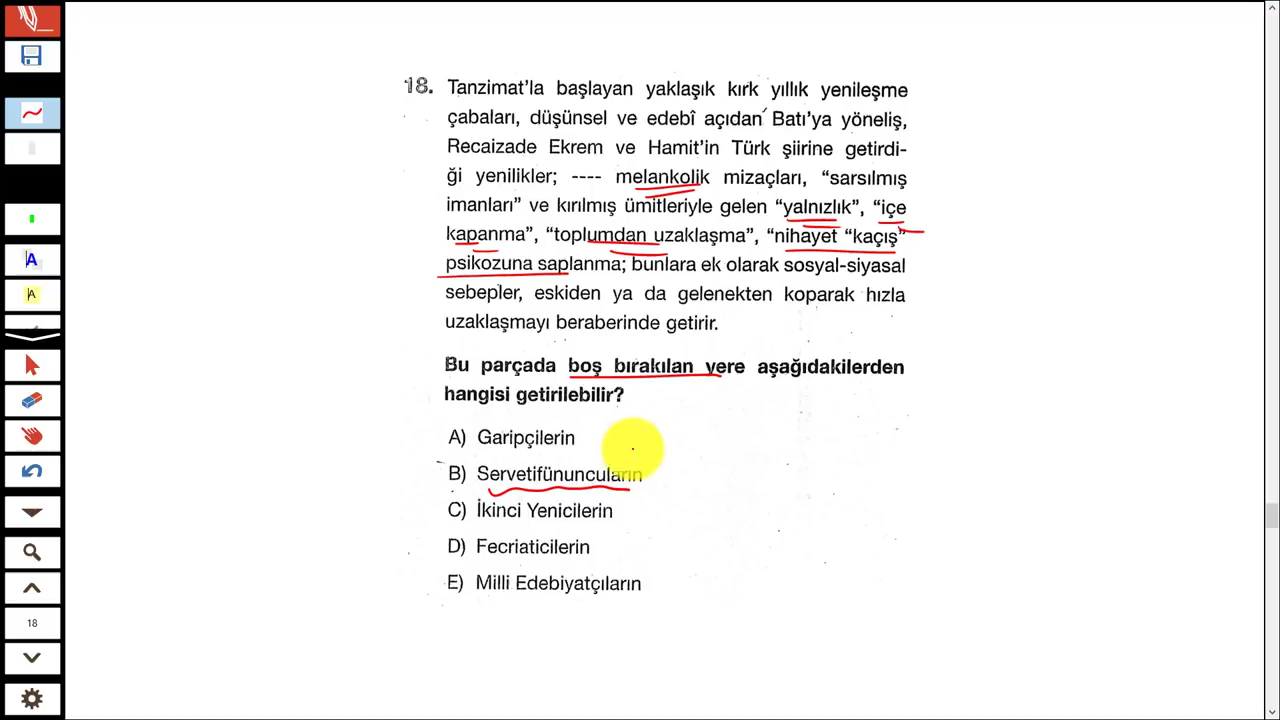 18. Tanzimat’la başlayan yaklaşık kırk yıllık yenileşme
çabaları, düşünsel ve edebî açıdan Batı’ya yöneliş,
Recaizade Ekrem ve Hamit’in Türk şiirine getirdi-
ği yenilikler; ---- melankolik mizaçları, “sarsılmış
imanları” ve kırılmış ümitleriyle gelen “yalnızlık”, “içe
kapanma”, “toplumdan uzaklaşma”, “nihayet “kaçış”
psikozuna saplanma; bunlara ek olarak sosyal-siyasal
sebepler, eskiden ya da gelenekten koparak hızla
uzaklaşmayı beraberinde getirir.
Bu parçada boş bırakılan yere aşağıdakilerden
hangisi getirilebilir?
A) Garipçilerin
B) Servetifünuncuların
C) İkinci Yenicilerin
D) Fecriaticilerin
E) Milli Edebiyatçıların
A
A
18